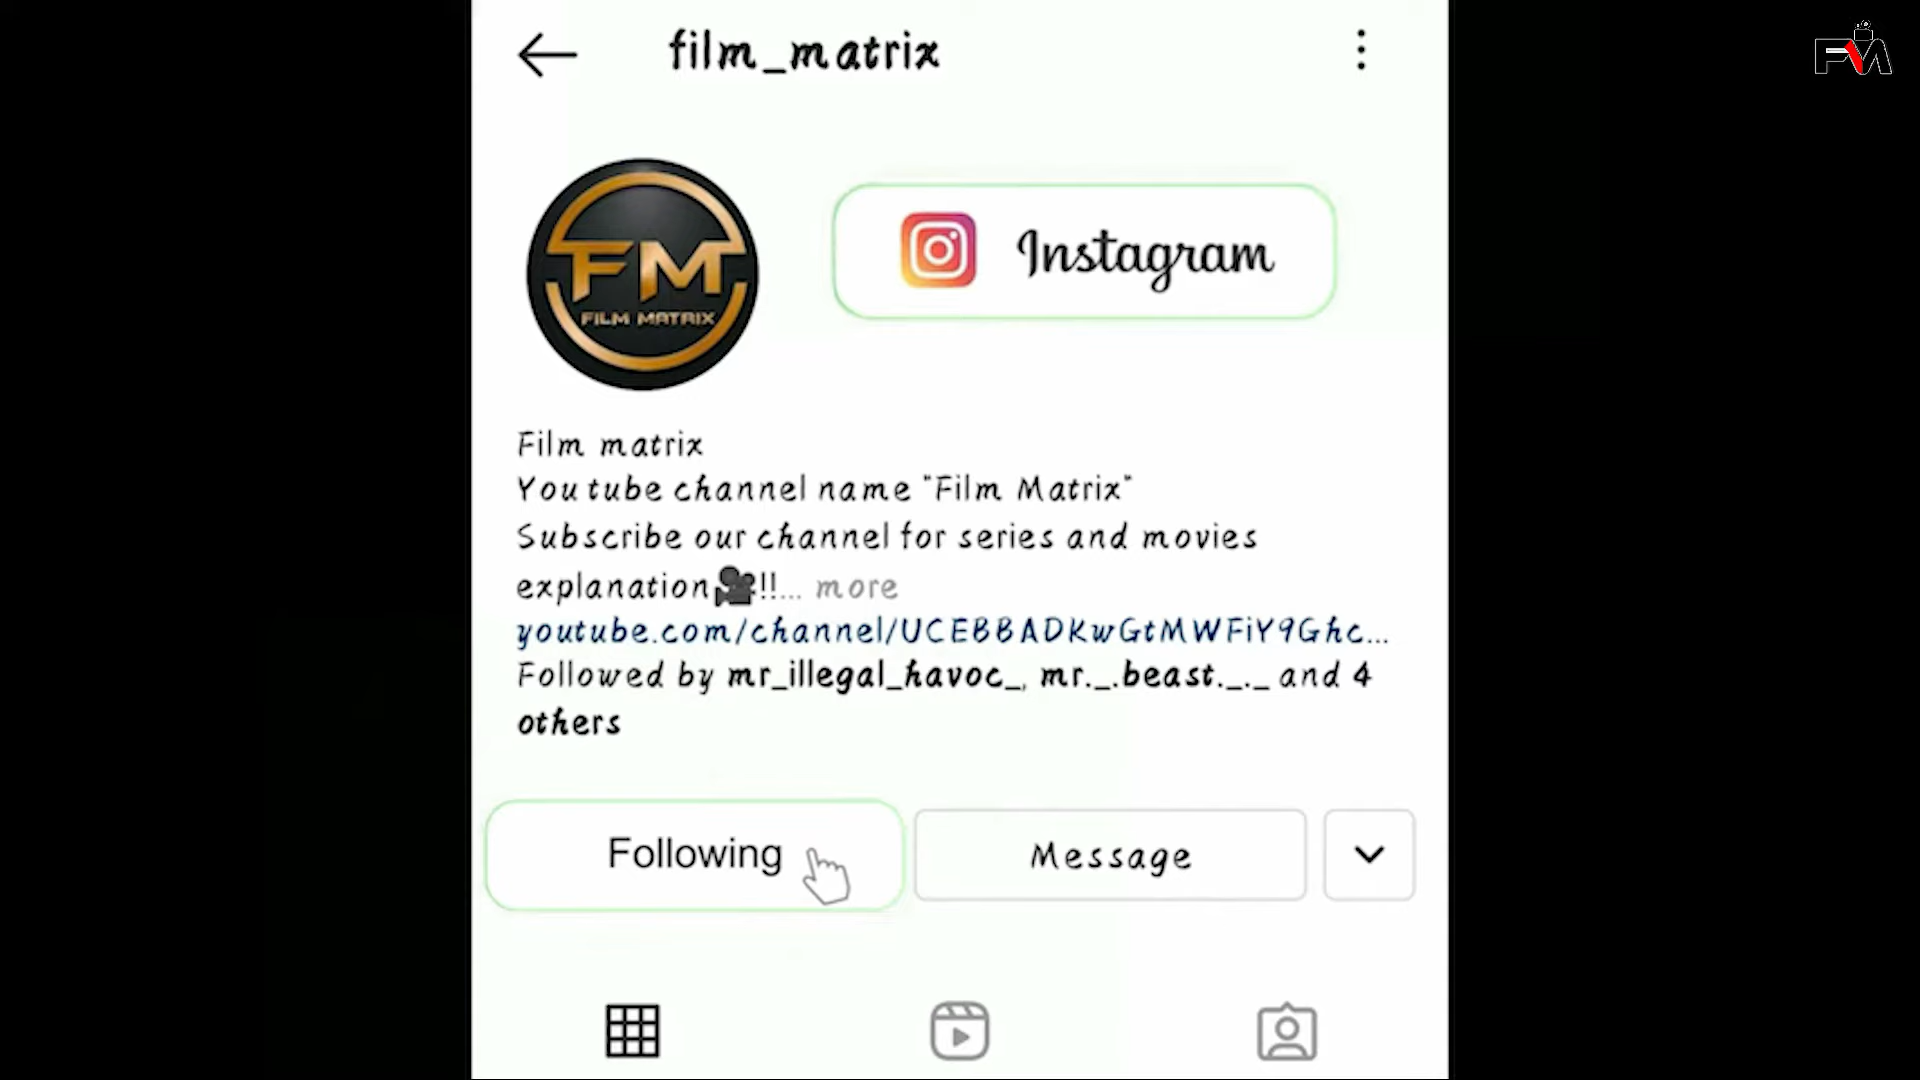 film_matrix
FM
FM
FILM MATRIX
Instagram
Film matrix
You tube channel name "Film Matrix"
Subscribe our channel for series and movies
explanation🎥!!... more
youtube.com/channel/UCEBBADKwGtMWFiY9Ghc...
Followed by mr_illegal_havoc_, mr._.beast._._ and 4
others
Following
Message